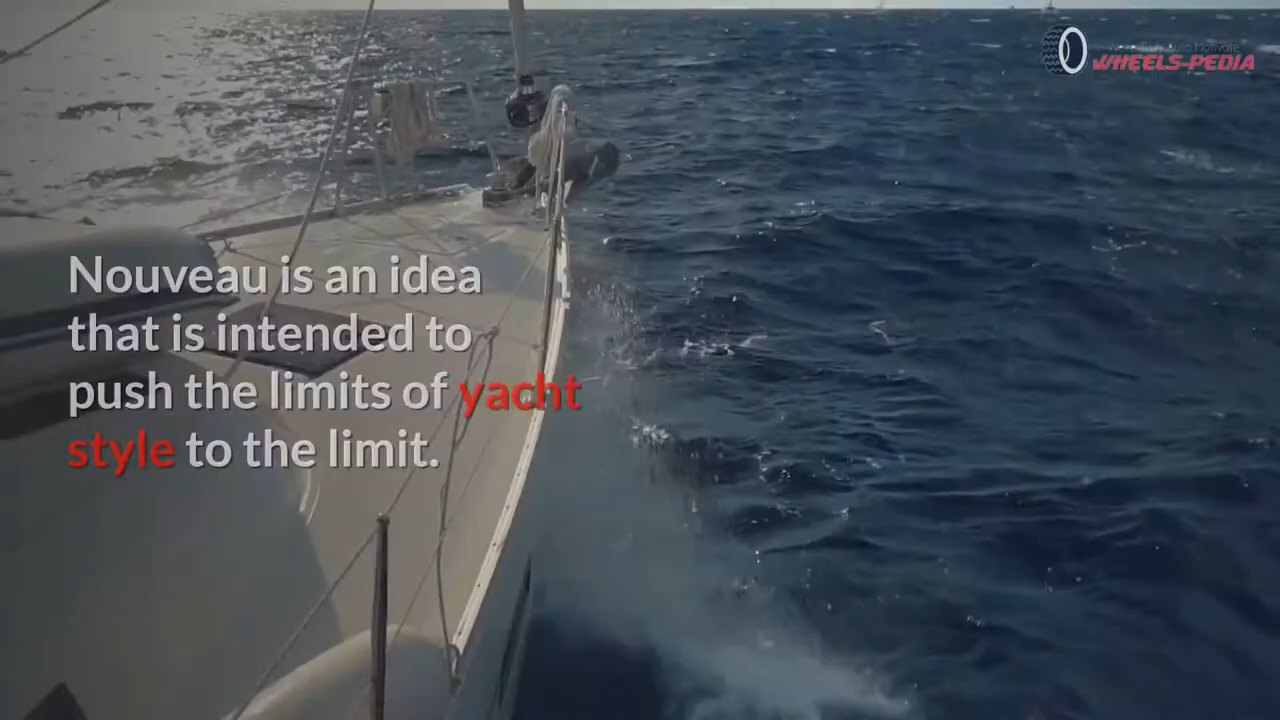 WHEELS-PEDIA
Nouveau is an idea
that is intended to
push the limits of yacht
style to the limit.